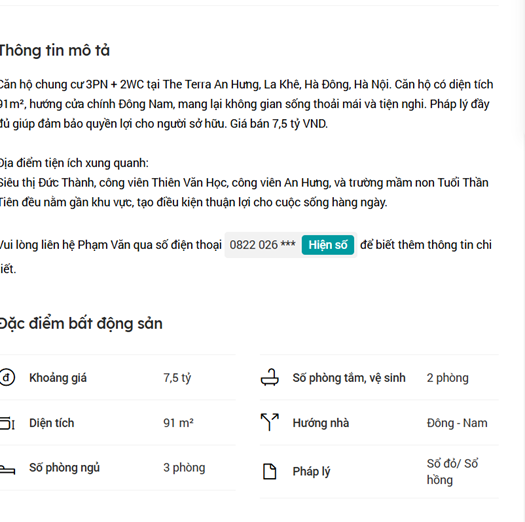 Thông tin mô tả
Căn hộ chung cư 3PN + 2WC tại The Terra An Hưng, La Khê, Hà Đông, Hà Nội. Căn hộ có diện tích
91m², hướng cửa chính Đông Nam, mang lại không gian sống thoải mái và tiện nghi. Pháp lý đầy
đủ giúp đảm bảo quyền lợi cho người sở hữu. Giá bán 7,5 tỷ VND.
Địa điểm tiện ích xung quanh:
Siêu thị Đức Thành, công viên Thiên Văn Học, công viên An Hưng, và trường mầm non Tuổi Thần
Tiên đều nằm gần khu vực, tạo điều kiện thuận lợi cho cuộc sống hàng ngày.
Vui lòng liên hệ Phạm Văn qua số điện thoại 0822 026 *** Hiện số để biết thêm thông tin chi
tiết.
Đặc điểm bất động sản
Khoảng giá 7,5 tỷ
Số phòng tắm, vệ sinh 2 phòng
Diện tích 91 m²
Hướng nhà Đông - Nam
Số phòng ngủ 3 phòng
Pháp lý Sổ đỏ/ Sổ
hồng